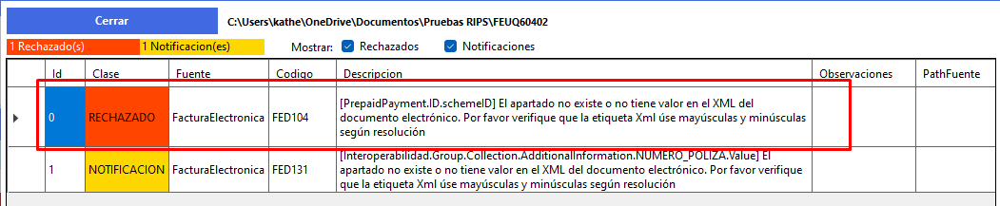 Cerrar
C:\Users\kathe\OneDrive\Documentos\Pruebas RIPS\FEUQ60402
1 Rechazado(s) 1 Notificacion(es) Mostrar: Rechazados Notificaciones
Id Clase Fuente Codigo Descripcion Observaciones PathFuente
0 RECHAZADO FacturaElectronica FED104 [PrepaidPayment.ID.schemeID] El apartado no existe o no tiene valor en el XML del
documento electrónico. Por favor verifique que la etiqueta Xml úse mayúsculas y minúsculas
según resolución
1 NOTIFICACION FacturaElectronica FED131 [Interoperabilidad.Group.Collection.AdditionalInformation.NUMERO_POLIZA.Value] El
apartado no existe o no tiene valor en el XML del documento electrónico. Por favor verifique
que la etiqueta Xml úse mayúsculas y minúsculas según resolución